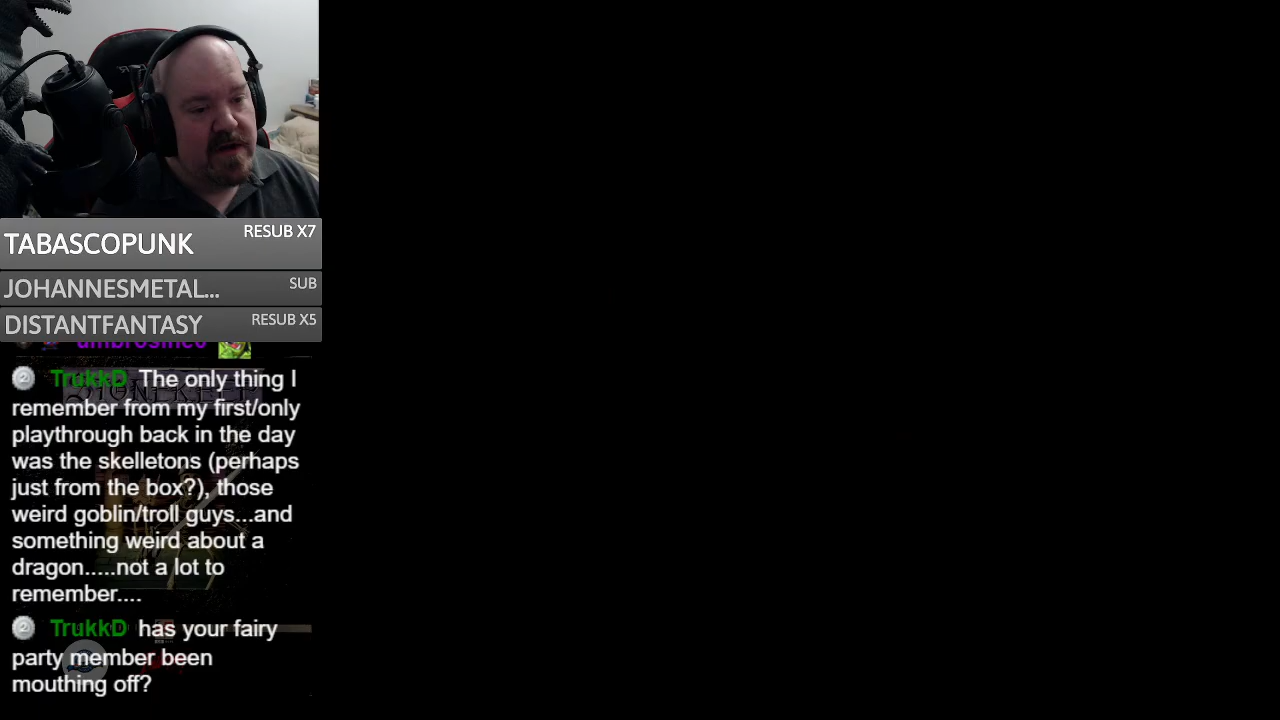 TABASCOPUNK RESUB X7
JOHANNESMETAL... SUB
DISTANTFANTASY RESUB X5
TrukkD The only thing I
remember from my first/only
playthrough back in the day
was the skelletons (perhaps
just from the box?), those
weird goblin/troll guys...and
something weird about a
dragon.....not a lot to
remember....
TrukkD has your fairy
party member been
mouthing off?